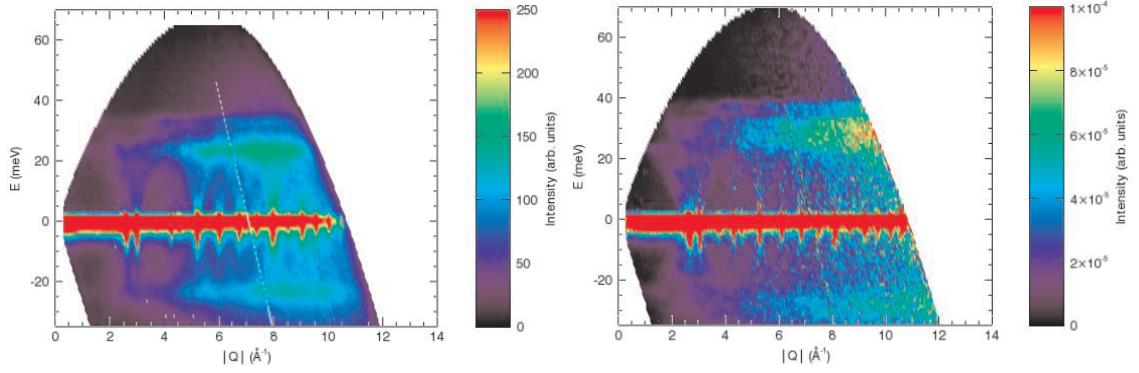 60
40
20
0
-20
E (meV)
0 2 4 6 8 10 12 14
|Q| (Å⁻¹)
250
200
150
100
50
0
Intensity (arb. units)
60
40
20
0
-20
E (meV)
0 2 4 6 8 10 12 14
|Q| (Å⁻¹)
1×10⁻⁴
8×10⁻⁵
6×10⁻⁵
4×10⁻⁵
2×10⁻⁵
0
Intensity (arb. units)